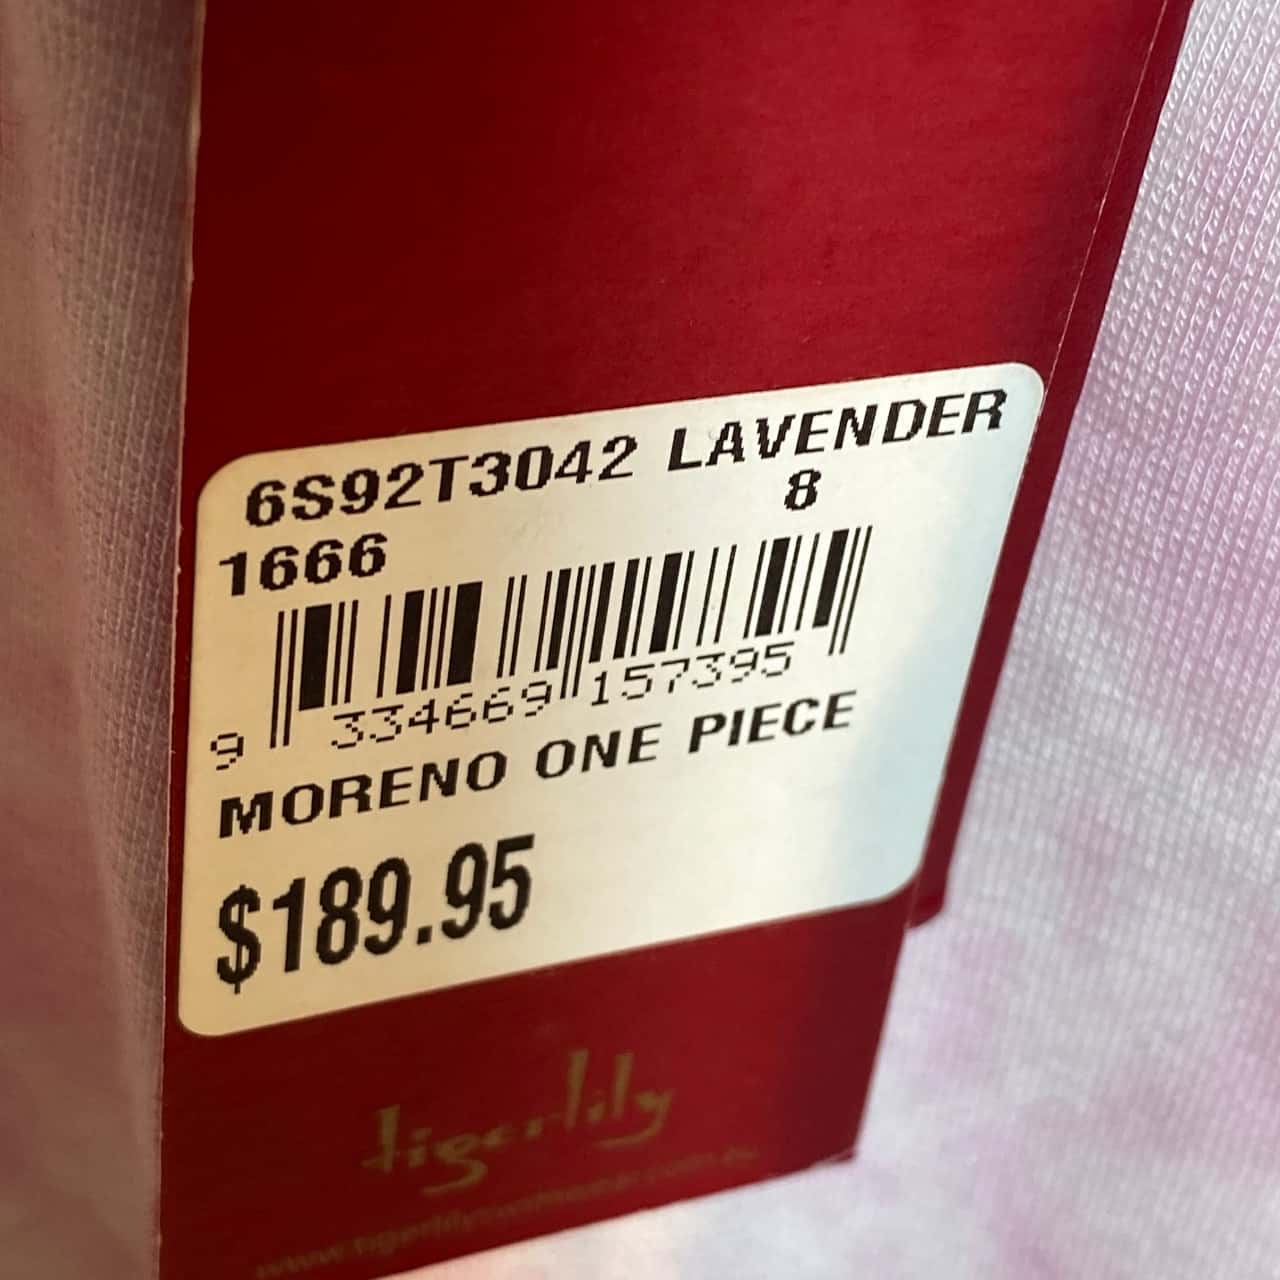 6S92T3042 LAVENDER
8
1666
9 334669 157395
MORENO ONE PIECE
$189.95
tigerlily